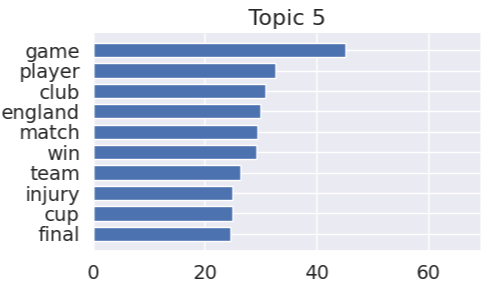 Topic 5
game
player
club
england
match
win
team
injury
cup
final
0 20 40 60